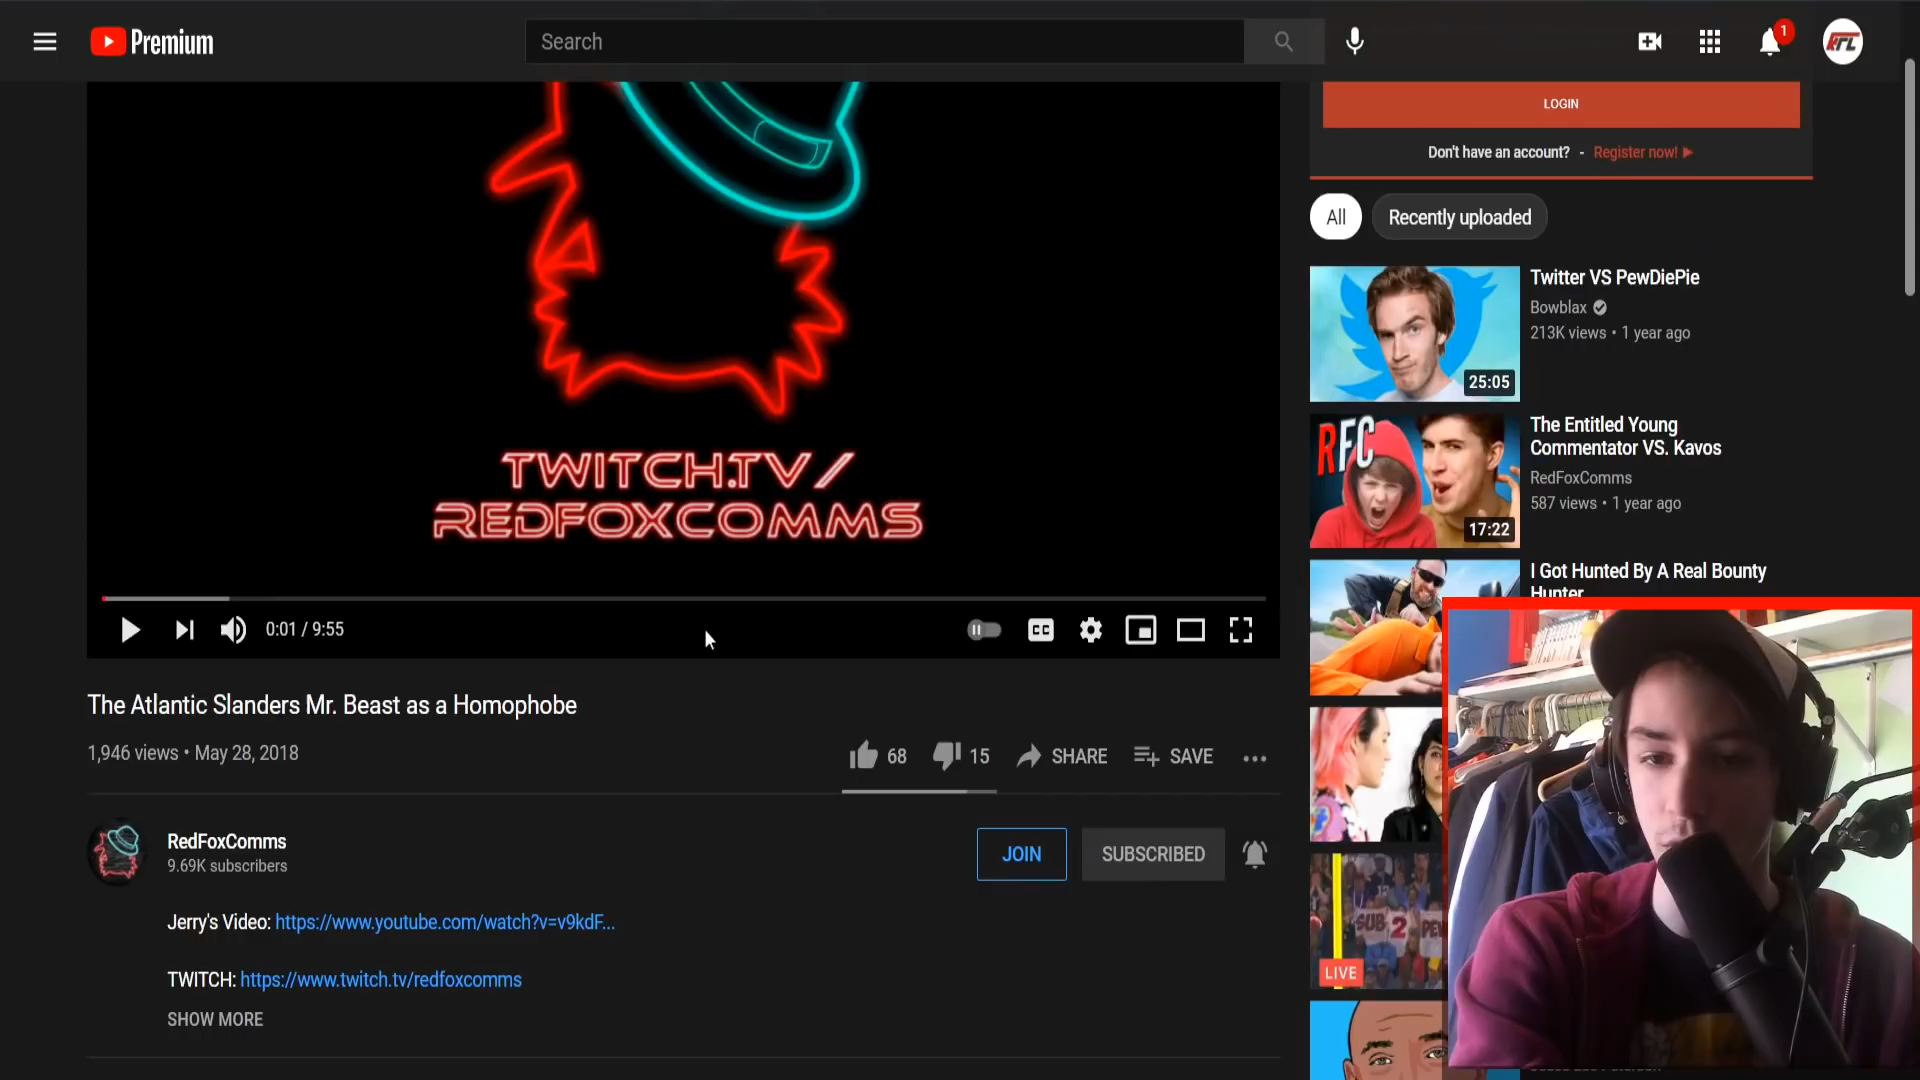 Premium
Search
1
LOGIN
Don't have an account? - Register now!
All
Recently uploaded
TWITCH.TV/
REDFOXCOMMS
0:01 / 9:55
CC
The Atlantic Slanders Mr. Beast as a Homophobe
1,946 views • May 28, 2018
68
15
SHARE
SAVE
RedFoxComms
9.69K subscribers
JOIN
SUBSCRIBED
Jerry's Video: https://www.youtube.com/watch?v=v9kdF...
TWITCH: https://www.twitch.tv/redfoxcomms
SHOW MORE
Twitter VS PewDiePie
Bowblax
213K views • 1 year ago
25:05
The Entitled Young
Commentator VS. Kavos
RedFoxComms
587 views • 1 year ago
RFC
17:22
I Got Hunted By A Real Bounty
Hunter
SUB 2
LIVE